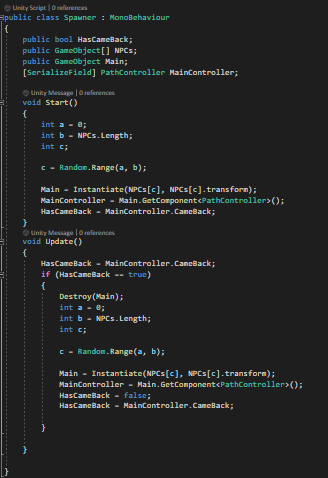 Unity Script | 0 references
public class Spawner : MonoBehaviour
{
public bool HasCameBack;
public GameObject[] NPCs;
public GameObject Main;
[SerializeField] PathController MainController;
Unity Message | 0 references
void Start()
{
int a = 0;
int b = NPCs.Length;
int c;
c = Random.Range(a, b);
Main = Instantiate(NPCs[c], NPCs[c].transform);
MainController = Main.GetComponent<PathController>();
HasCameBack = MainController.CameBack;
}
Unity Message | 0 references
void Update()
{
HasCameBack = MainController.CameBack;
if (HasCameBack == true)
{
Destroy(Main);
int a = 0;
int b = NPCs.Length;
int c;
c = Random.Range(a, b);
Main = Instantiate(NPCs[c], NPCs[c].transform);
MainController = Main.GetComponent<PathController>();
HasCameBack = false;
HasCameBack = MainController.CameBack;
}
}
}